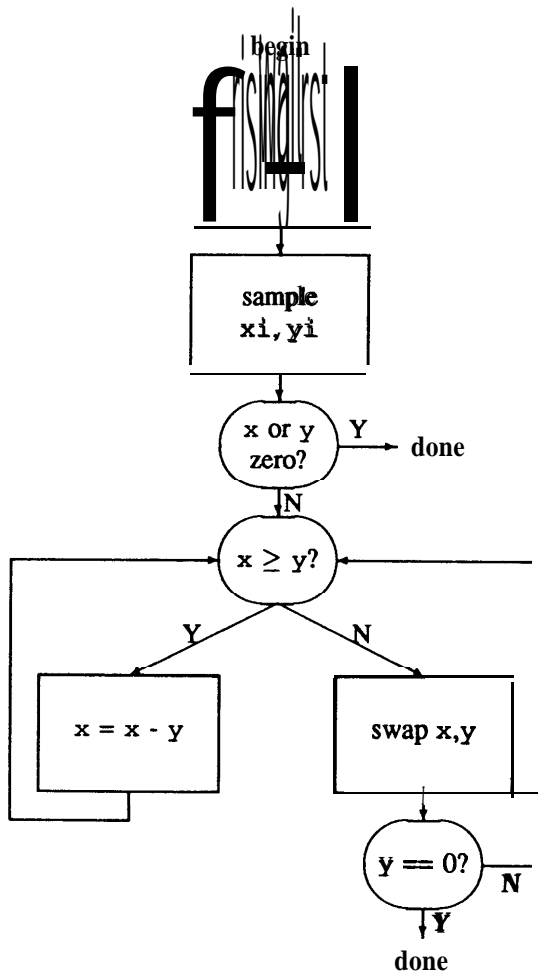 begin
sample
xi,yi
x or y
zero?
Y
done
N
x ≥ y?
Y
N
x = x - y
swap x,y
y == 0?
N
Y
done